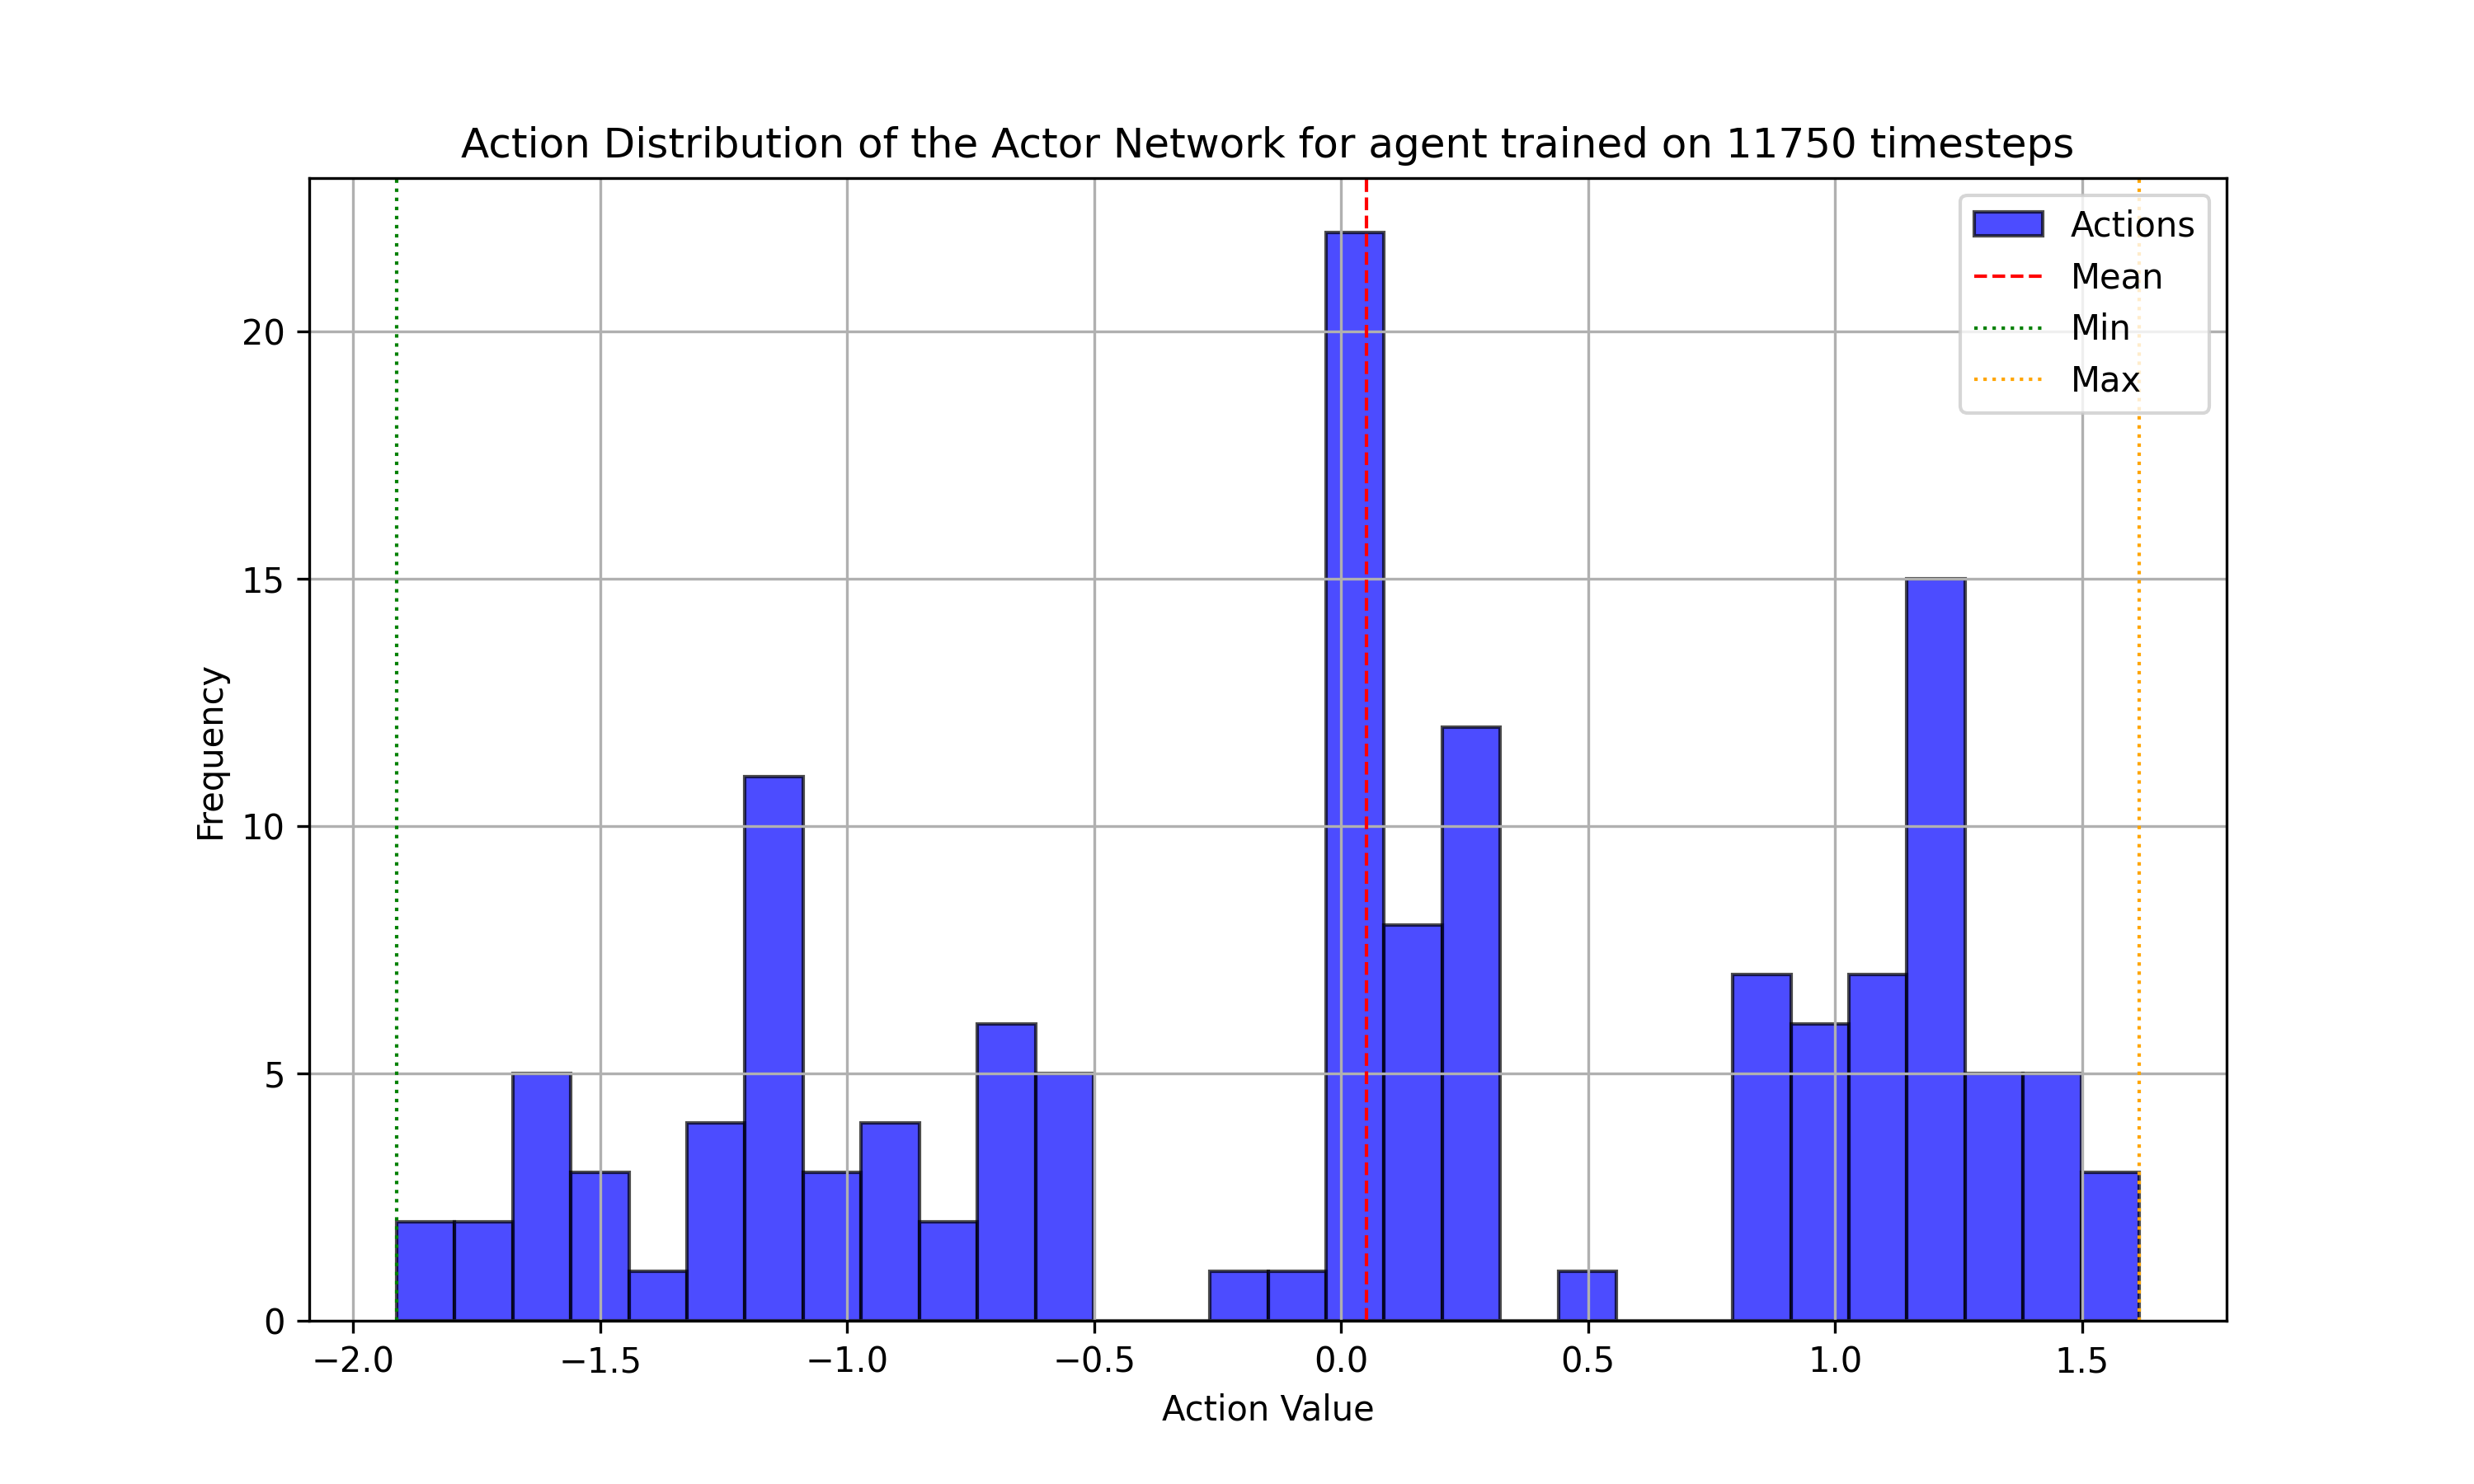 Action Distribution of the Actor Network for agent trained on 11750 timesteps
Actions
Mean
Min
Max
20
15
10
5
0
Frequency
−2.0 −1.5 −1.0 −0.5 0.0 0.5 1.0 1.5
Action Value